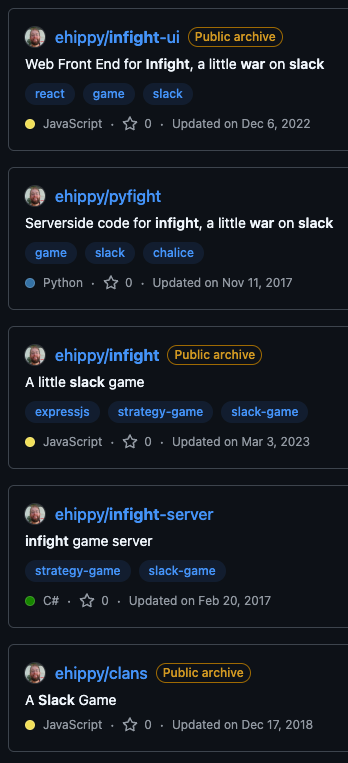 ehippy/infight-ui Public archive
Web Front End for Infight, a little war on slack
react game slack
JavaScript · 0 · Updated on Dec 6, 2022
ehippy/pyfight
Serverside code for infight, a little war on slack
game slack chalice
Python · 0 · Updated on Nov 11, 2017
ehippy/infight Public archive
A little slack game
expressjs strategy-game slack-game
JavaScript · 0 · Updated on Mar 3, 2023
ehippy/infight-server
infight game server
strategy-game slack-game
C# · 0 · Updated on Feb 20, 2017
ehippy/clans Public archive
A Slack Game
JavaScript · 0 · Updated on Dec 17, 2018